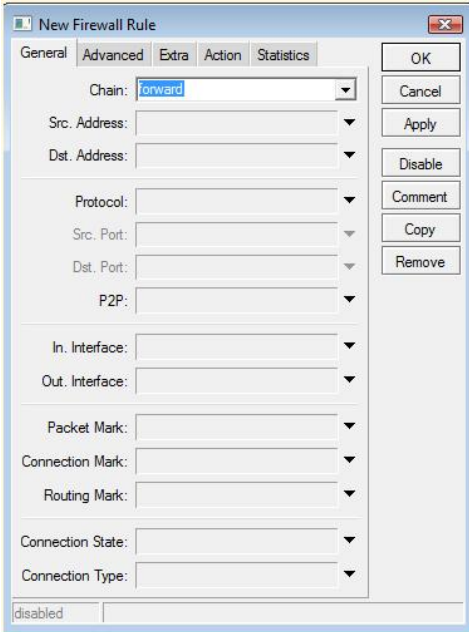 New Firewall Rule
General Advanced Extra Action Statistics
OK
Chain: forward
Cancel
Src. Address:
Apply
Dst. Address:
Disable
Protocol:
Comment
Src. Port:
Copy
Dst. Port:
Remove
P2P:
In. Interface:
Out. Interface:
Packet Mark:
Connection Mark:
Routing Mark:
Connection State:
Connection Type:
disabled